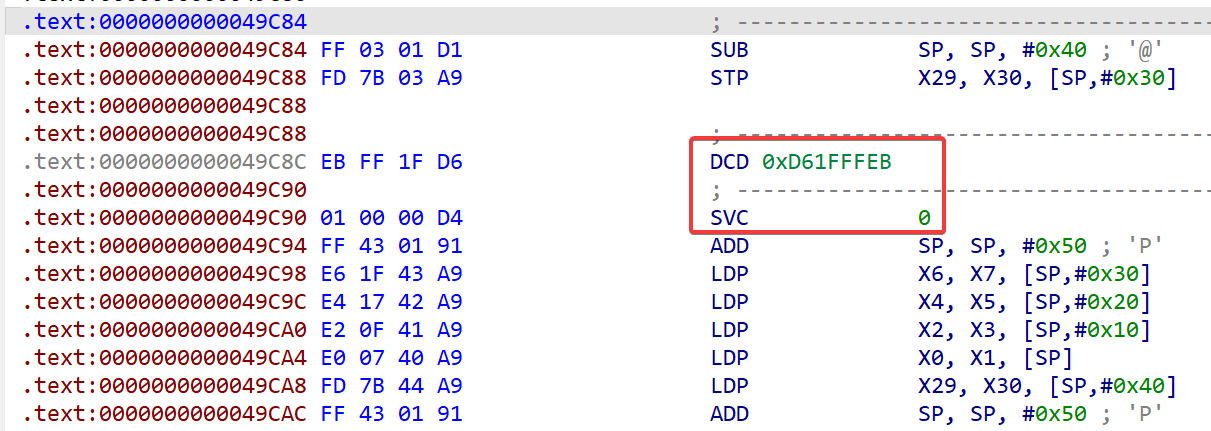 .text:0000000000049C84 ; -----------------------------------
.text:0000000000049C84 FF 03 01 D1 SUB SP, SP, #0x40 ; '@'
.text:0000000000049C88 FD 7B 03 A9 STP X29, X30, [SP,#0x30]
.text:0000000000049C88
.text:0000000000049C88 ; -----------------------------------
.text:0000000000049C8C EB FF 1F D6 DCD 0xD61FFFEB
.text:0000000000049C90 ; -----------------------------------
.text:0000000000049C90 01 00 00 D4 SVC 0
.text:0000000000049C94 FF 43 01 91 ADD SP, SP, #0x50 ; 'P'
.text:0000000000049C98 E6 1F 43 A9 LDP X6, X7, [SP,#0x30]
.text:0000000000049C9C E4 17 42 A9 LDP X4, X5, [SP,#0x20]
.text:0000000000049CA0 E2 0F 41 A9 LDP X2, X3, [SP,#0x10]
.text:0000000000049CA4 E0 07 40 A9 LDP X0, X1, [SP]
.text:0000000000049CA8 FD 7B 44 A9 LDP X29, X30, [SP,#0x40]
.text:0000000000049CAC FF 43 01 91 ADD SP, SP, #0x50 ; 'P'